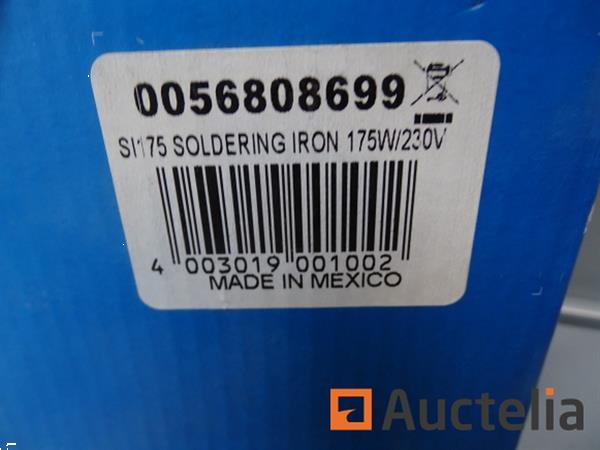 0056808699
SI175 SOLDERING IRON 175W/230V
4 003019 001002
MADE IN MEXICO
Auctelia